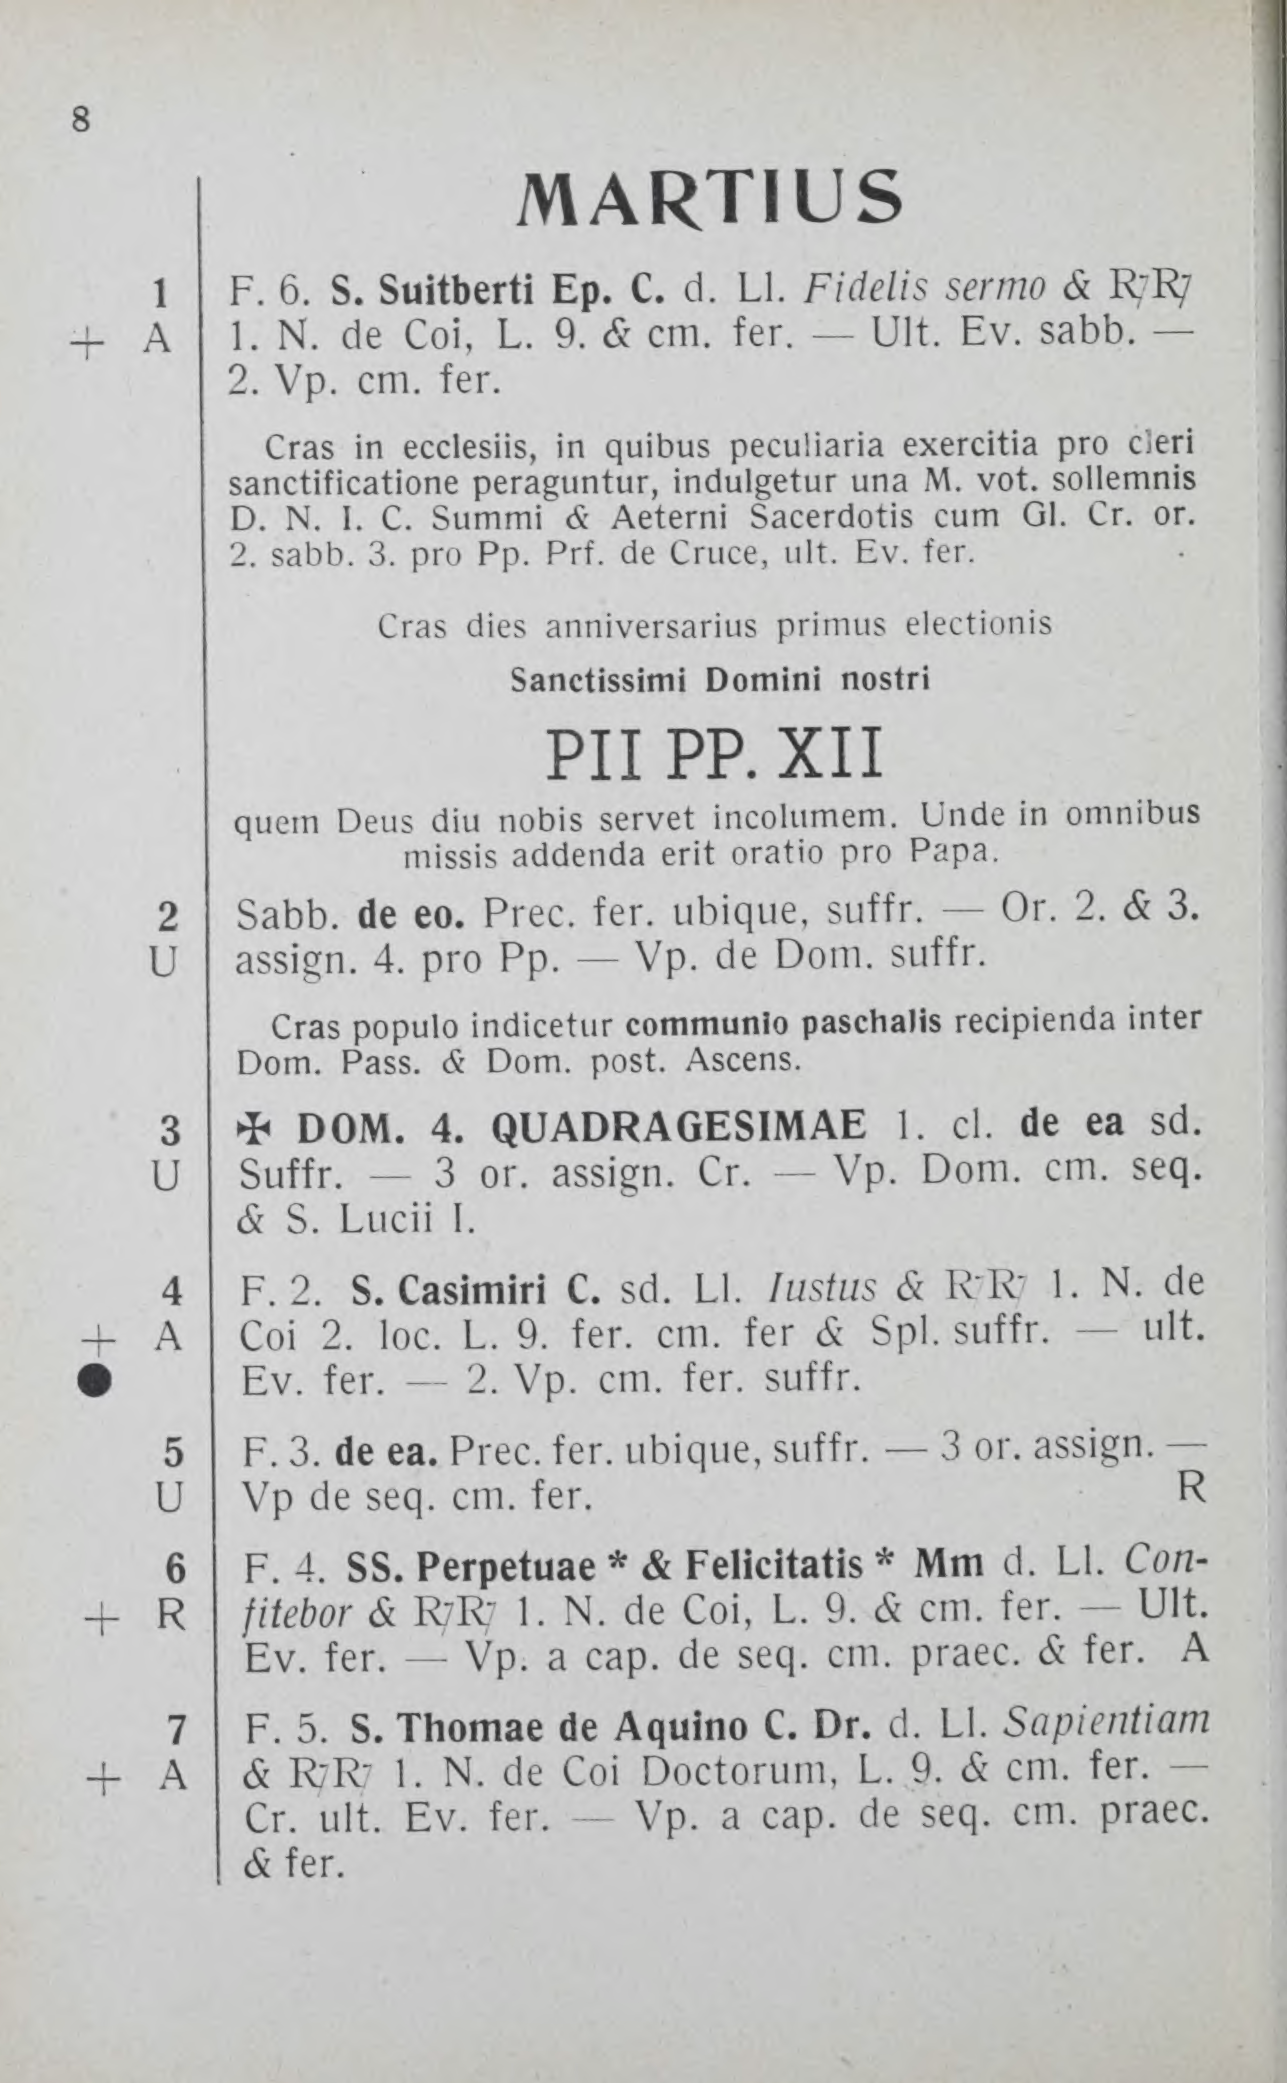 8
MARTIUS
1 F. 6. S. Suitberti Ep. C. d. Ll. Fidelis sermo & ℟℟
+ A 1. N. de Coi, L. 9. & cm. fer. — Ult. Ev. sabb. —
2. Vp. cm. fer.
Cras in ecclesiis, in quibus peculiaria exercitia pro cleri
sanctificatione peraguntur, indulgetur una M. vot. sollemnis
D. N. I. C. Summi & Aeterni Sacerdotis cum Gl. Cr. or.
2. sabb. 3. pro Pp. Prf. de Cruce, ult. Ev. fer.
Cras dies anniversarius primus electionis
Sanctissimi Domini nostri
PII PP. XII
quem Deus diu nobis servet incolumem. Unde in omnibus
missis addenda erit oratio pro Papa.
2 Sabb. de eo. Prec. fer. ubique, suffr. — Or. 2. & 3.
U assign. 4. pro Pp. — Vp. de Dom. suffr.
Cras populo indicetur communio paschalis recipienda inter
Dom. Pass. & Dom. post. Ascens.
3 ✠ DOM. 4. QUADRAGESIMAE 1. cl. de ea sd.
U Suffr. — 3 or. assign. Cr. — Vp. Dom. cm. seq.
& S. Lucii I.
4 F. 2. S. Casimiri C. sd. Ll. Iustus & ℟℟ 1. N. de
+ A Coi 2. loc. L. 9. fer. cm. fer & Spl. suffr. — ult.
● Ev. fer. — 2. Vp. cm. fer. suffr.
5 F. 3. de ea. Prec. fer. ubique, suffr. — 3 or. assign. —
U Vp de seq. cm. fer. R
6 F. 4. SS. Perpetuae * & Felicitatis * Mm d. Ll. Con-
+ R fitebor & ℟℟ 1. N. de Coi, L. 9. & cm. fer. — Ult.
Ev. fer. — Vp. a cap. de seq. cm. praec. & fer. A
7 F. 5. S. Thomae de Aquino C. Dr. d. Ll. Sapientiam
+ A & ℟℟ 1. N. de Coi Doctorum, L. 9. & cm. fer. —
Cr. ult. Ev. fer. — Vp. a cap. de seq. cm. praec.
& fer.